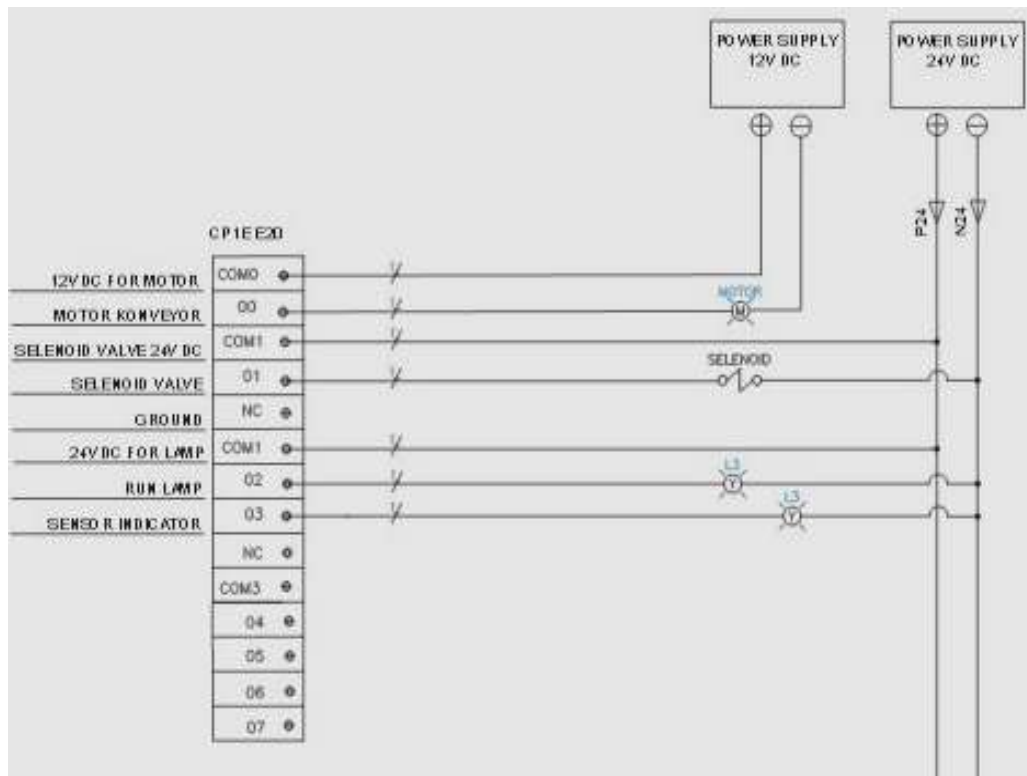 POWER SUPPLY
12V DC
POWER SUPPLY
24V DC
P24
N24
CP1EE20
12V DC FOR MOTOR
COM0
MOTOR KONVEYOR
00
MOTOR
M
SELENOID VALVE 24V DC
COM1
SELENOID VALVE
01
SELENOID
GROUND
NC
24V DC FOR LAMP
COM1
RUN LAMP
02
L3
Y
SENSOR INDICATOR
03
L3
Y
NC
COM3
04
05
06
07